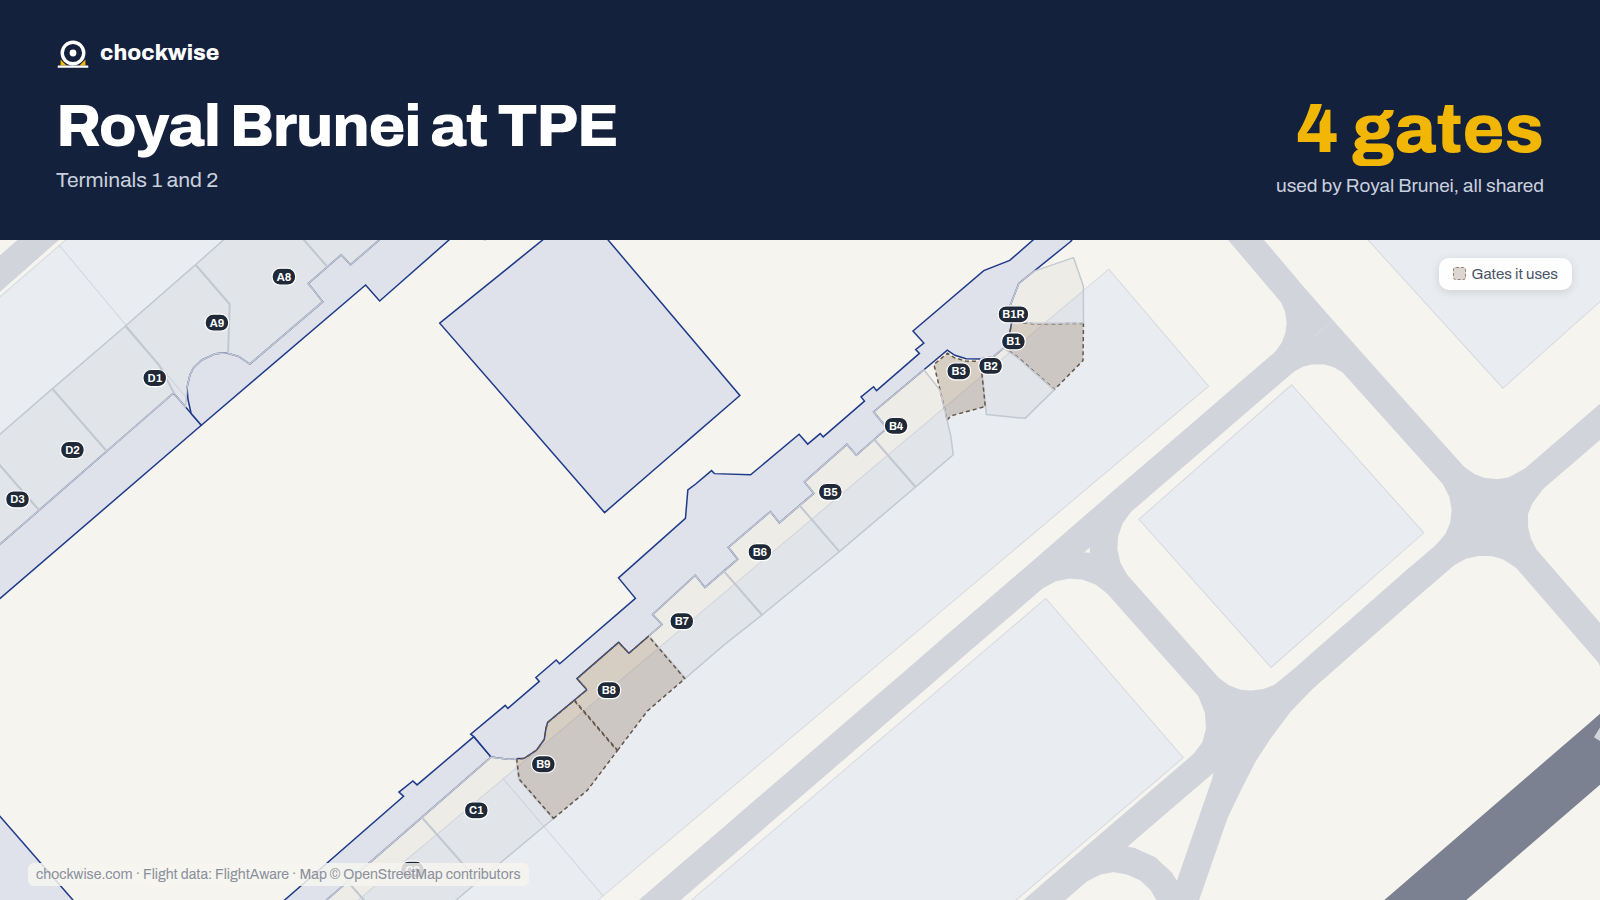 chockwise
Royal Brunei at TPE
Terminals 1 and 2
4 gates
used by Royal Brunei, all shared
Gates it uses
A8
A9
D1
D2
D3
B1R
B1
B2
B3
B4
B5
B6
B7
B8
B9
C1
chockwise.com · Flight data: FlightAware · Map © OpenStreetMap contributors